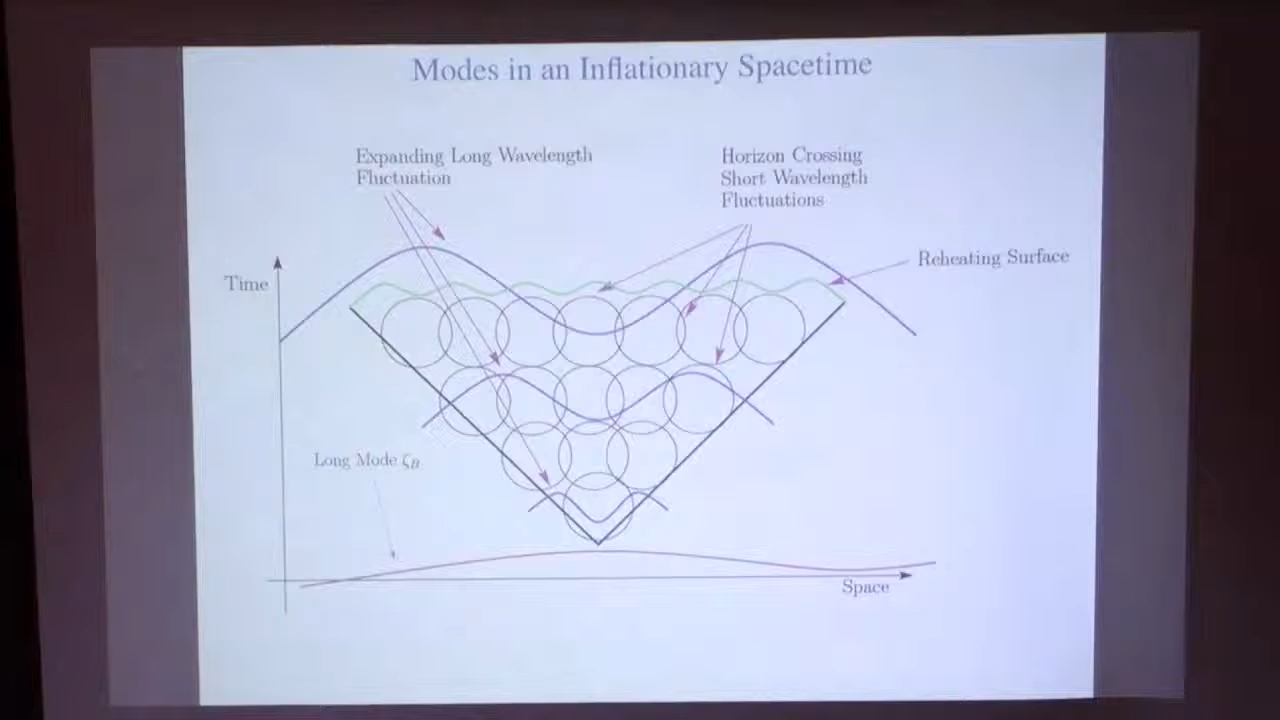 Modes in an Inflationary Spacetime
Expanding Long Wavelength
Fluctuation
Horizon Crossing
Short Wavelength
Fluctuations
Reheating Surface
Time
Long Mode ζ_B
Space